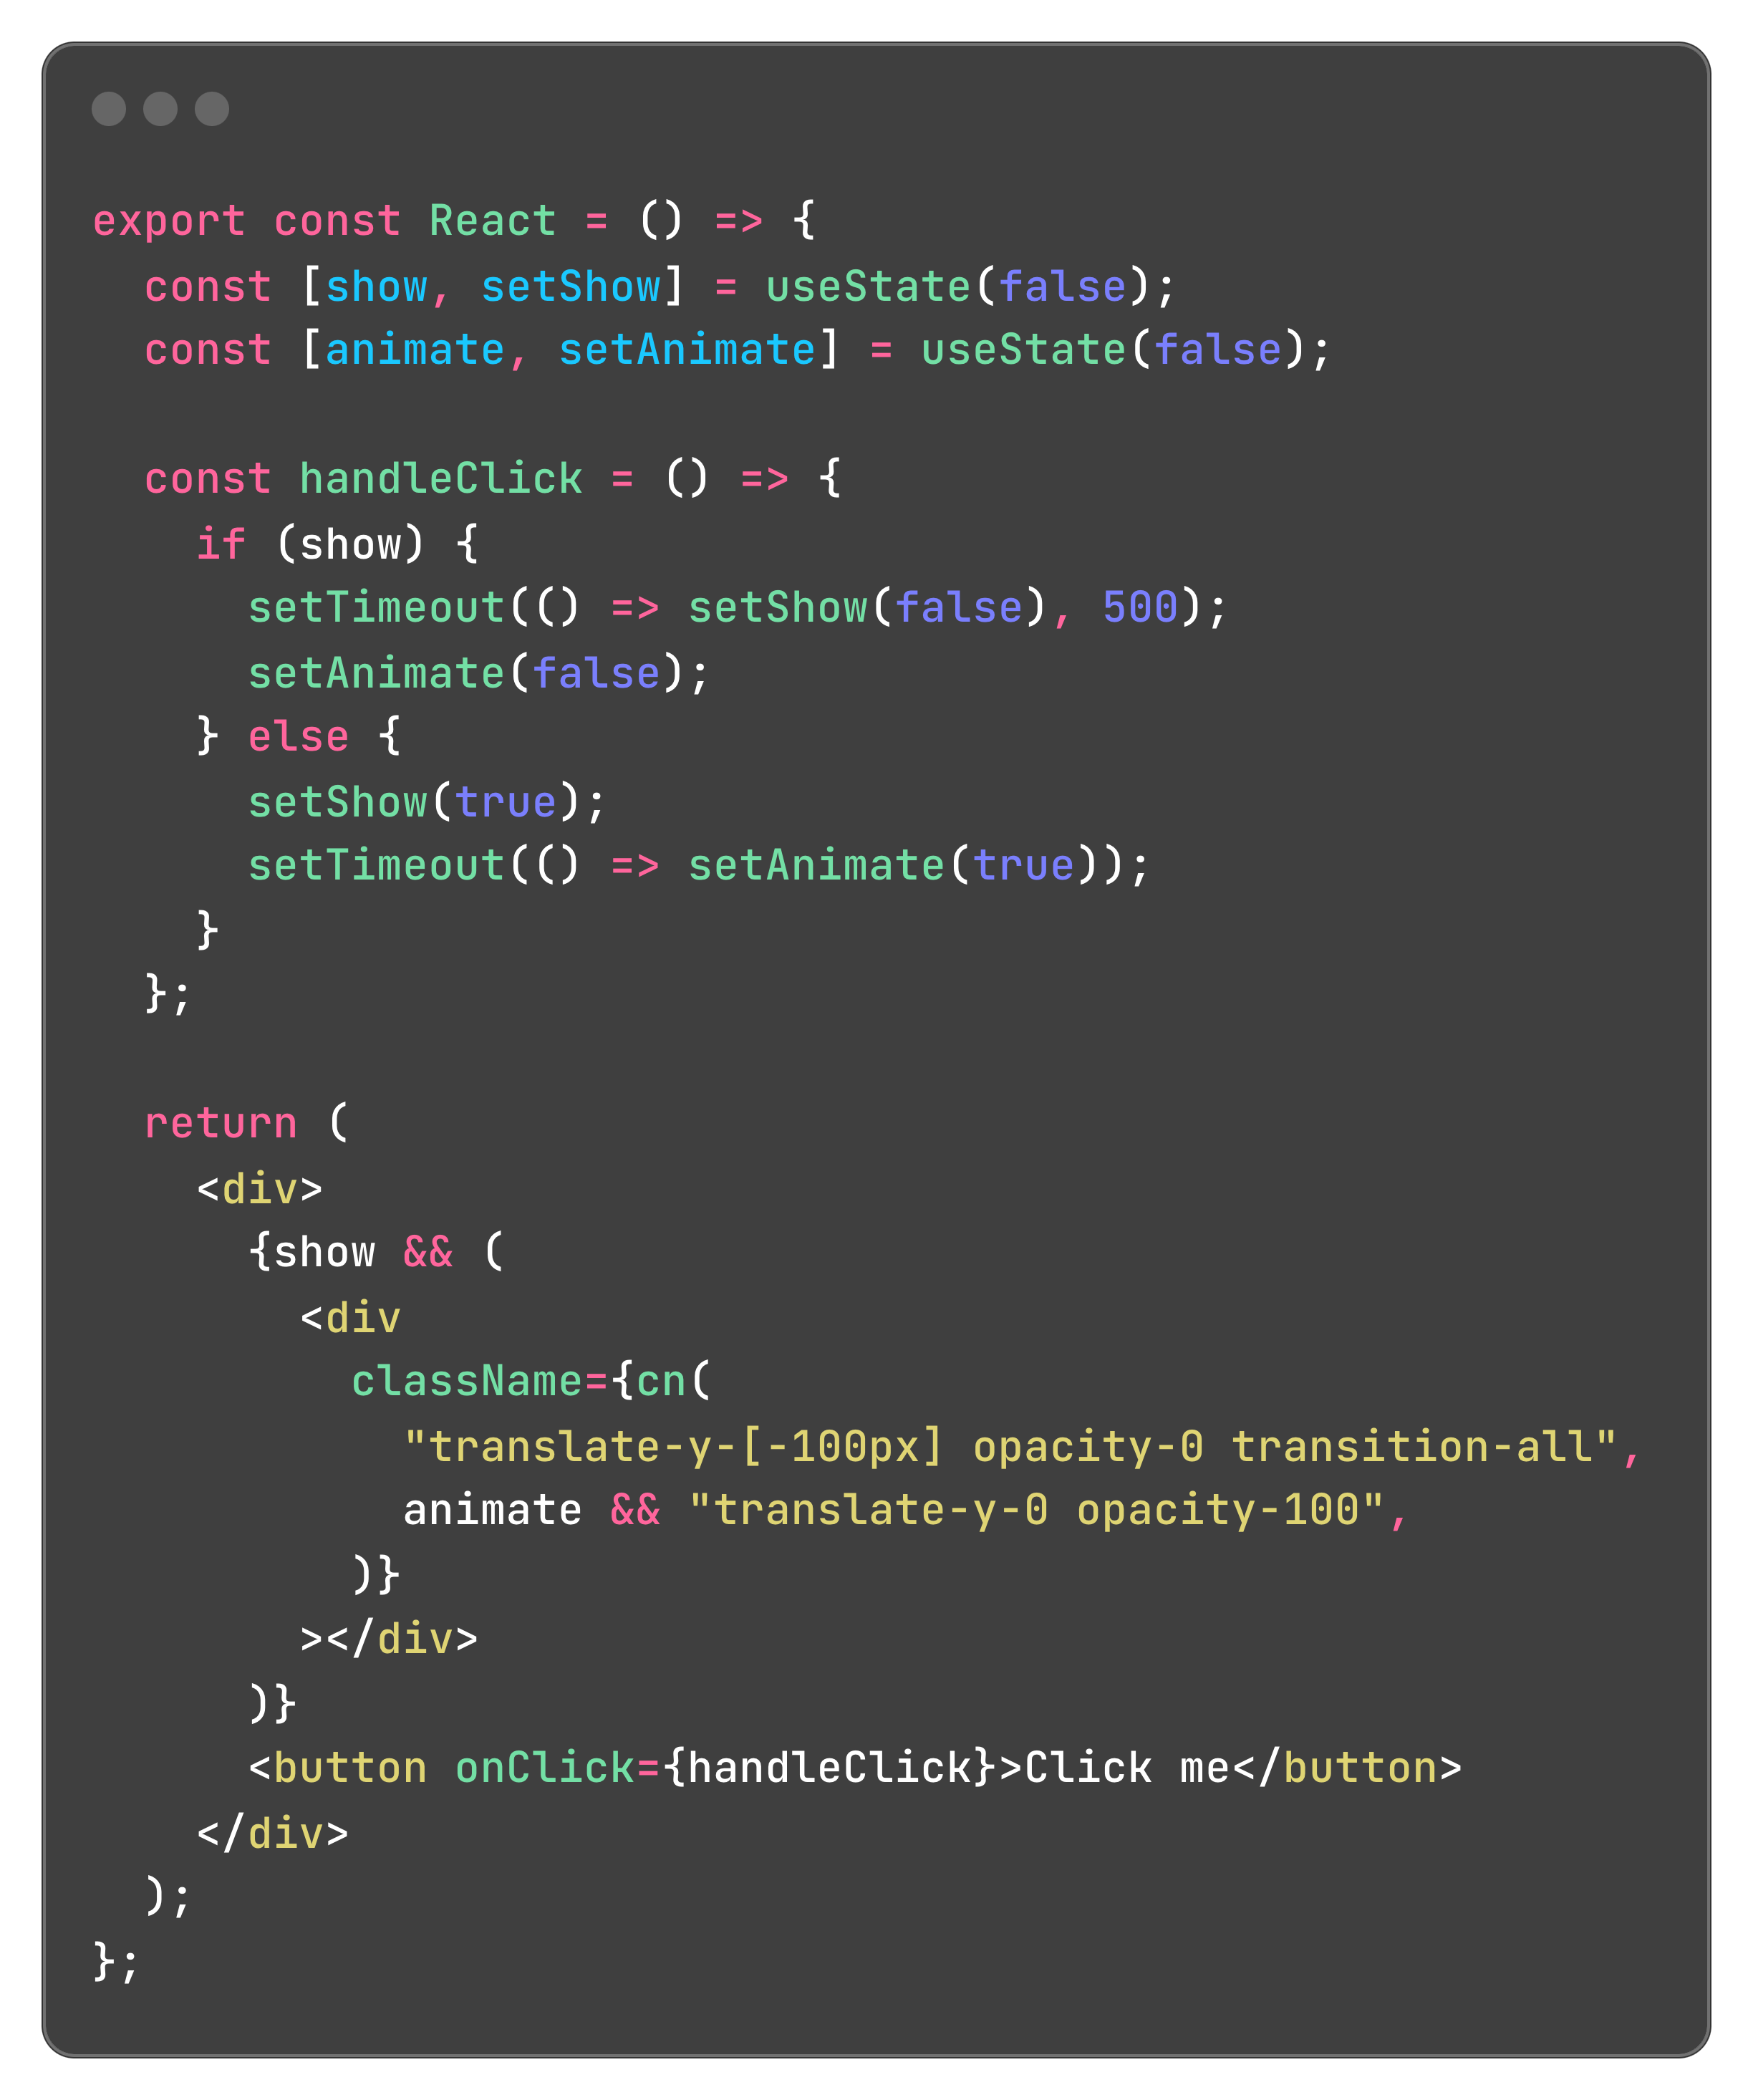 export const React = () => {
  const [show, setShow] = useState(false);
  const [animate, setAnimate] = useState(false);

  const handleClick = () => {
    if (show) {
      setTimeout(() => setShow(false), 500);
      setAnimate(false);
    } else {
      setShow(true);
      setTimeout(() => setAnimate(true));
    }
  };

  return (
    <div>
      {show && (
        <div
          className={cn(
            "translate-y-[-100px] opacity-0 transition-all",
            animate && "translate-y-0 opacity-100",
          )}
        ></div>
      )}
      <button onClick={handleClick}>Click me</button>
    </div>
  );
};